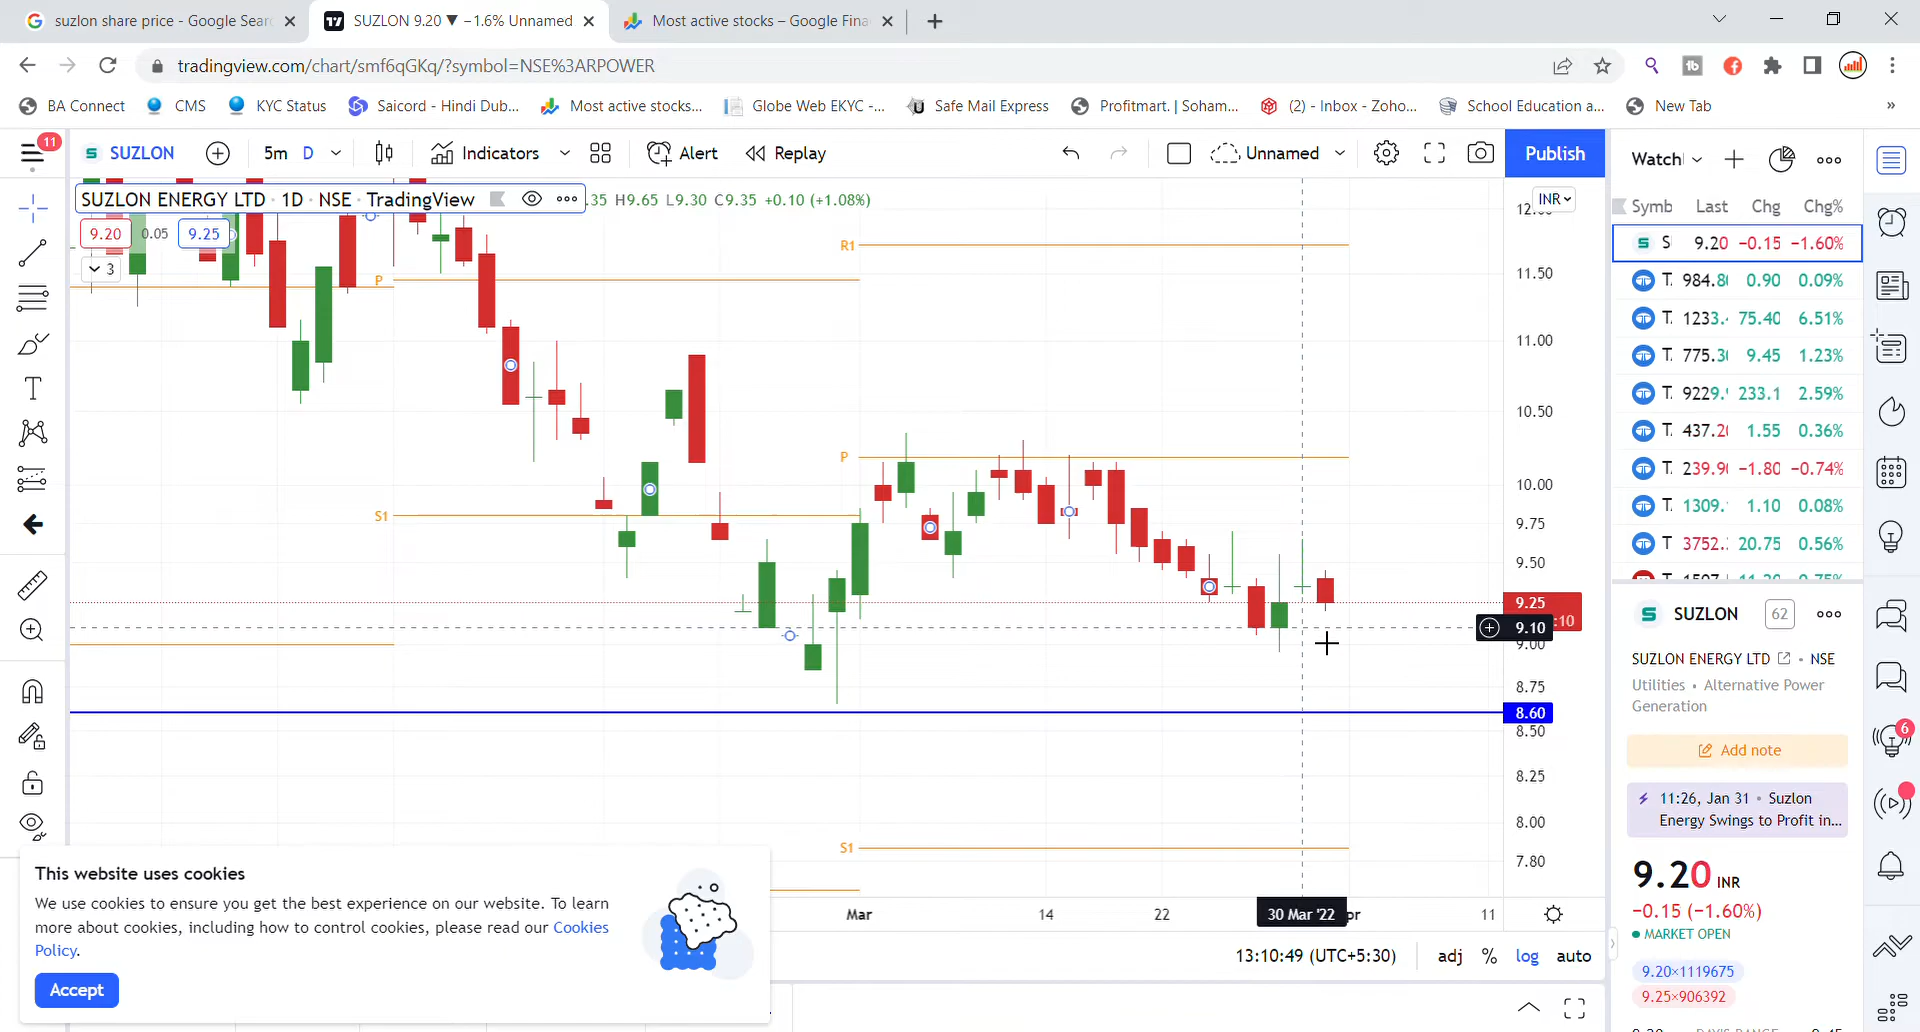 suzlon share price - Google Sear
SUZLON 9.20 ▼ −1.6% Unnamed
Most active stocks – Google Fina
tradingview.com/chart/smf6qGKq/?symbol=NSE%3ARPOWER
BA Connect
CMS
KYC Status
Saicord - Hindi Dub...
Most active stocks...
Globe Web EKYC -...
Safe Mail Express
Profitmart. | Soham...
(2) - Inbox - Zoho...
School Education a...
New Tab
»
11
SUZLON
5m D
Indicators
Alert
Replay
Unnamed
Publish
SUZLON ENERGY LTD · 1D · NSE · TradingView
.35 H9.65 L9.30 C9.35 +0.10 (+1.08%)
9.20 0.05 9.25
3
INR
R1
P
S1
P
S1
11.50
11.00
10.50
10.00
9.75
9.50
9.25
:10
9.10
9.00
8.75
8.60
8.50
8.25
8.00
7.80
Mar
14
22
30 Mar '22
pr
11
13:10:49 (UTC+5:30)
adj % log auto
Watchl
Symb Last Chg Chg%
S 9.20 −0.15 −1.60%
T. 984.80 0.90 0.09%
T. 1233.4 75.40 6.51%
T. 775.30 9.45 1.23%
T. 9229.9 233.1 2.59%
T. 437.20 1.55 0.36%
T. 239.90 −1.80 −0.74%
T. 1309. 1.10 0.08%
T 3752. 20.75 0.56%
SUZLON 62
SUZLON ENERGY LTD • NSE
Utilities • Alternative Power
Generation
Add note
11:26, Jan 31 • Suzlon
Energy Swings to Profit in...
9.20 INR
−0.15 (−1.60%)
MARKET OPEN
9.20×1119675
9.25×906392
6
This website uses cookies
We use cookies to ensure you get the best experience on our website. To learn
more about cookies, including how to control cookies, please read our Cookies
Policy.
Accept